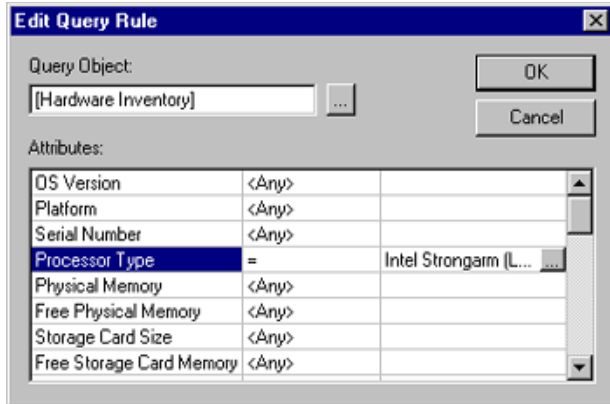 Edit Query Rule
Query Object:
OK
[Hardware Inventory]
...
Cancel
Attributes:
OS Version <Any>
Platform <Any>
Serial Number <Any>
Processor Type = Intel Strongarm (L... ...
Physical Memory <Any>
Free Physical Memory <Any>
Storage Card Size <Any>
Free Storage Card Memory <Any>